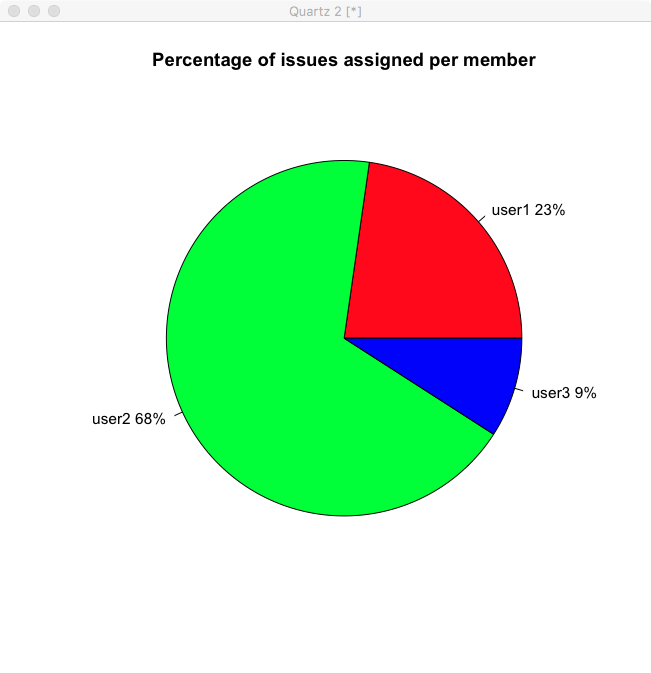 Quartz 2 [*]
Percentage of issues assigned per member
user1 23%
user3 9%
user2 68%